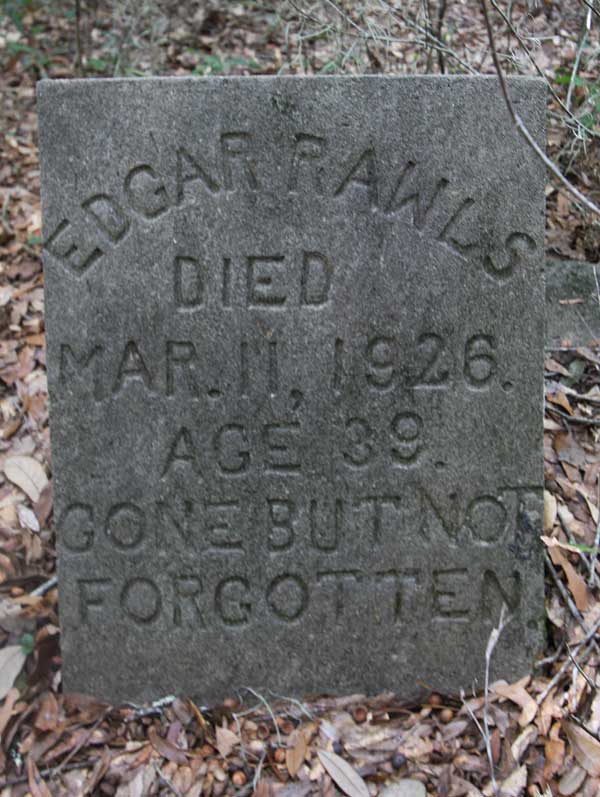 EDGAR RAWLS
DIED
MAR. 11, 1926.
AGE 39.
GONE BUT NOT
FORGOTTEN.